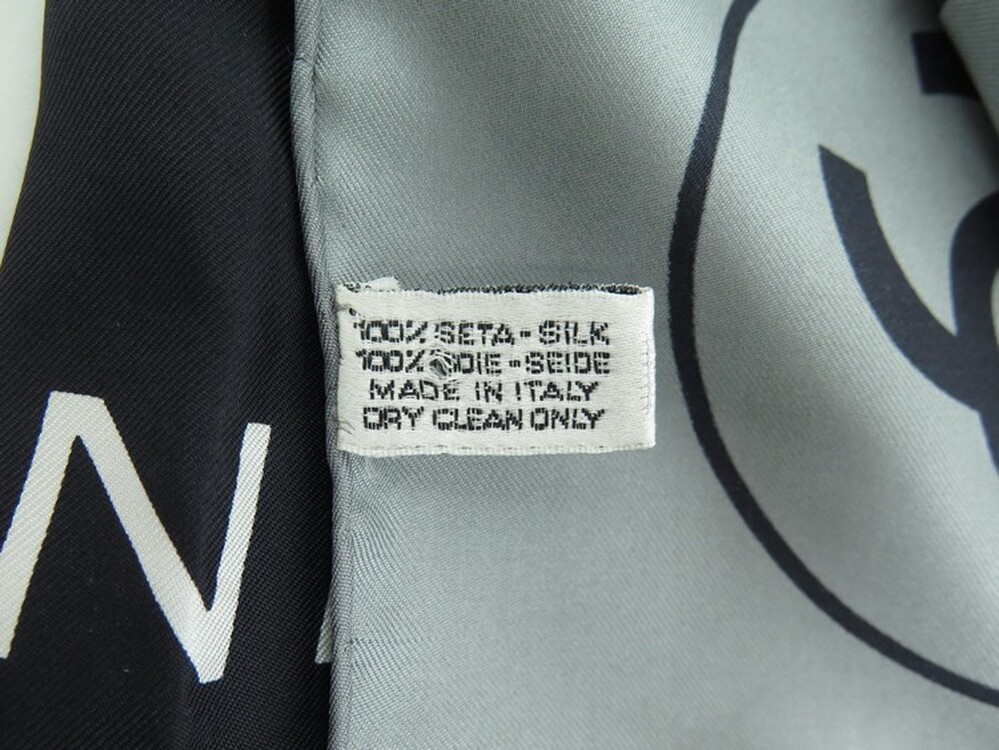 100% SETA - SILK
100% SOIE - SEIDE
MADE IN ITALY
DRY CLEAN ONLY
N